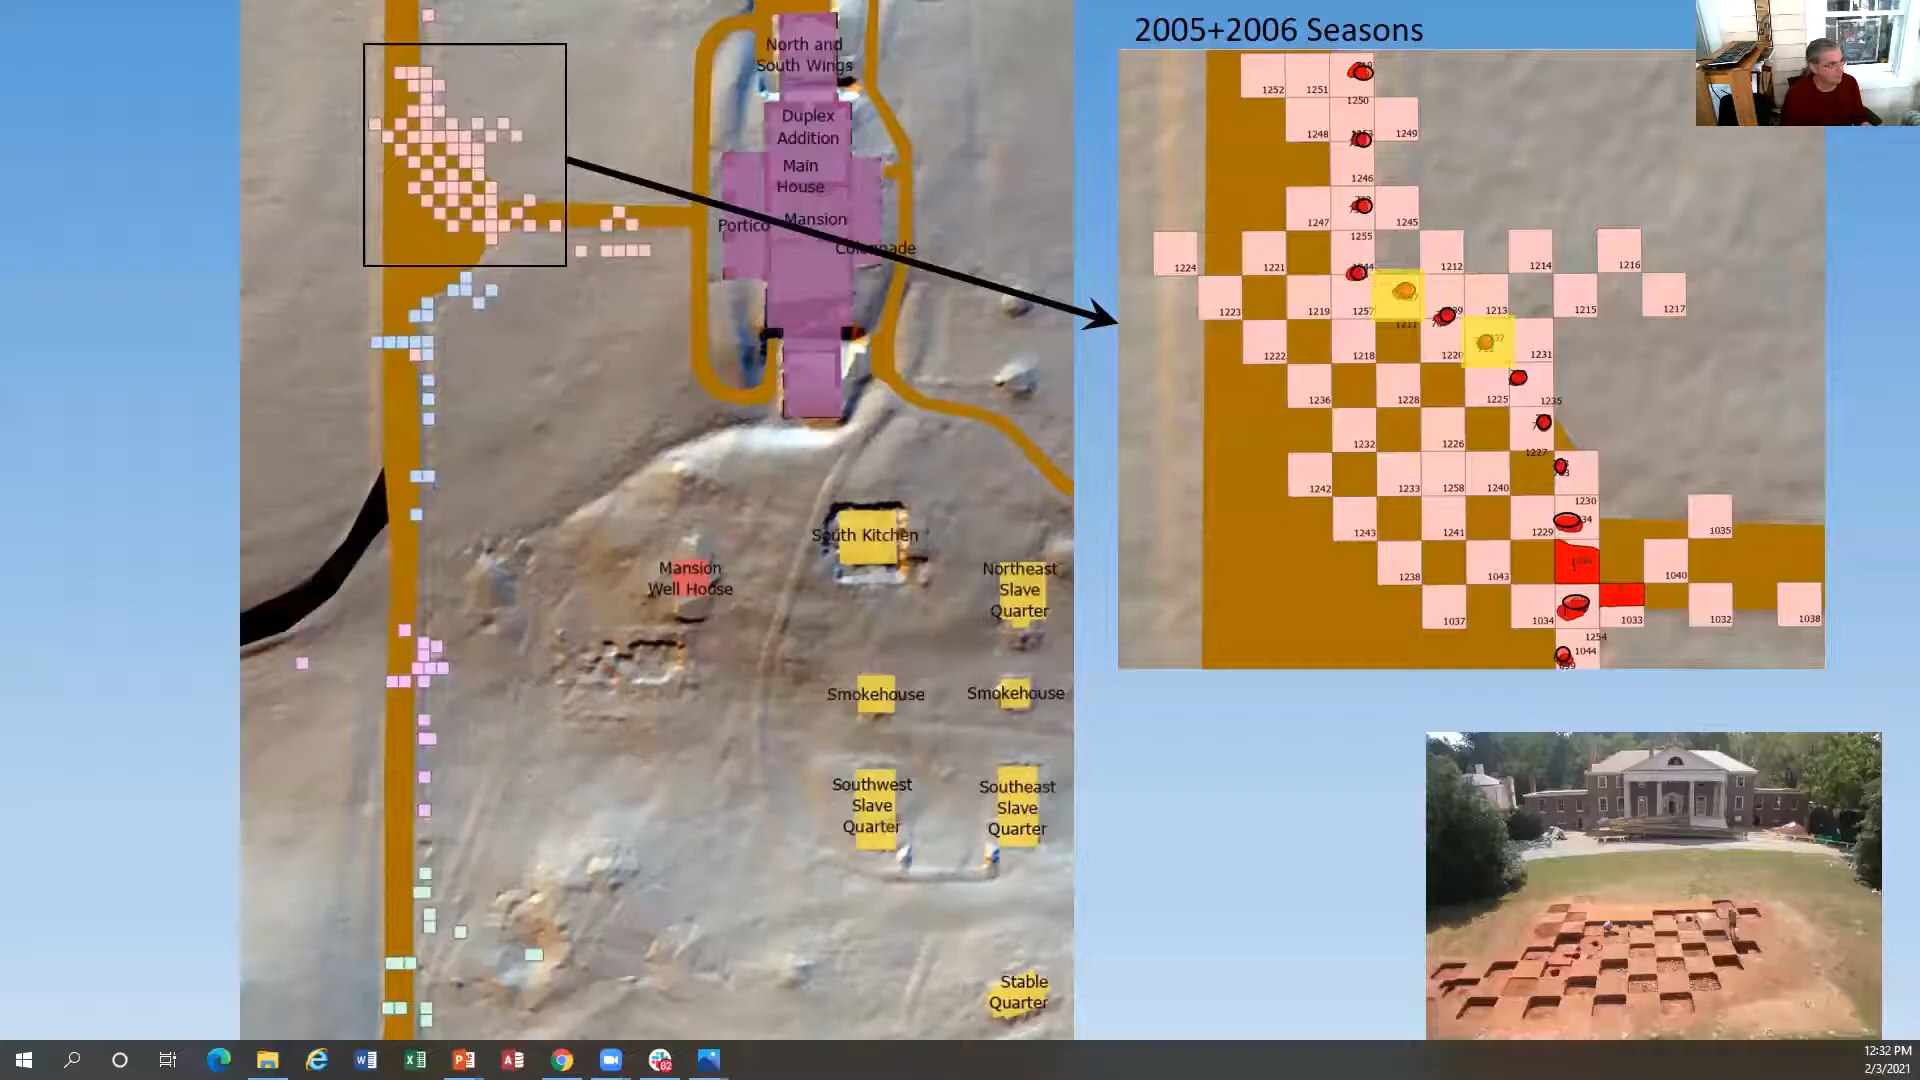 2005+2006 Seasons
North and
South Wings
Duplex
Addition
Main
House
Mansion
Portico
Colonnade
South Kitchen
Mansion
Well House
Northeast
Slave
Quarter
Smokehouse
Smokehouse
Southwest
Slave
Quarter
Southeast
Slave
Quarter
Stable
Quarter
1252
1251
1250
1248
1249
1246
1247
1245
1255
1224
1221
1212
1214
1216
1223
1219
1257
1213
1215
1217
1211
1222
1218
1220
1231
1236
1228
1225
1235
1232
1226
1227
1242
1233
1258
1240
1230
1243
1241
1229
1035
1238
1043
1040
1037
1034
1033
1032
1038
1254
1044
82
12:32 PM
2/3/2021